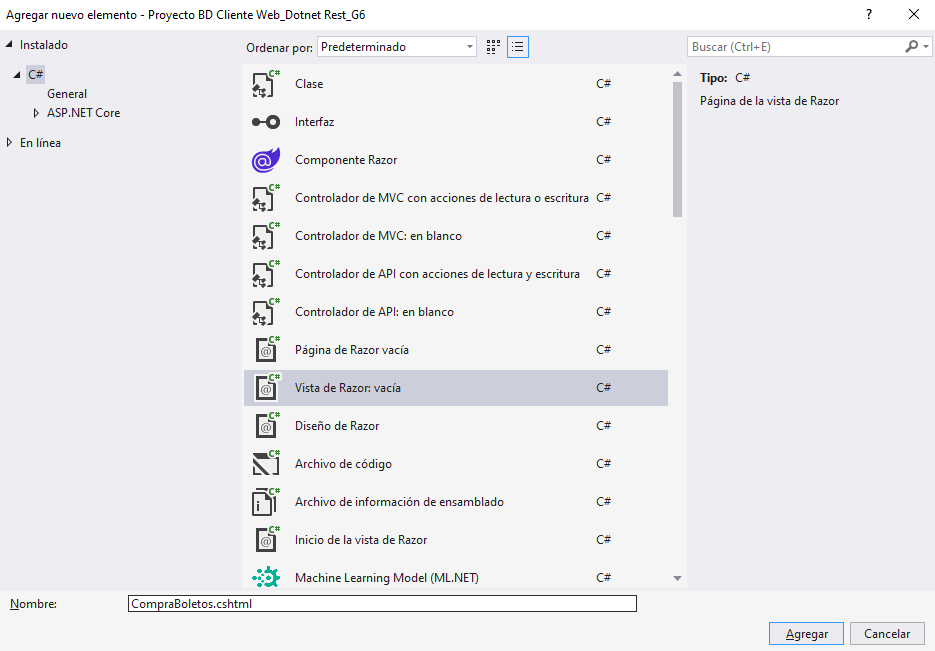 Agregar nuevo elemento - Proyecto BD Cliente Web_Dotnet Rest_G6
?
Instalado
C#
General
ASP.NET Core
En línea
Ordenar por: Predeterminado
Clase C#
Interfaz C#
Componente Razor C#
Controlador de MVC con acciones de lectura o escritura C#
Controlador de MVC: en blanco C#
Controlador de API con acciones de lectura y escritura C#
Controlador de API: en blanco C#
Página de Razor vacía C#
Vista de Razor: vacía C#
Diseño de Razor C#
Archivo de código C#
Archivo de información de ensamblado C#
Inicio de la vista de Razor C#
Machine Learning Model (ML.NET) C#
Buscar (Ctrl+E)
Tipo: C#
Página de la vista de Razor
Nombre: CompraBoletos.cshtml
Agregar Cancelar